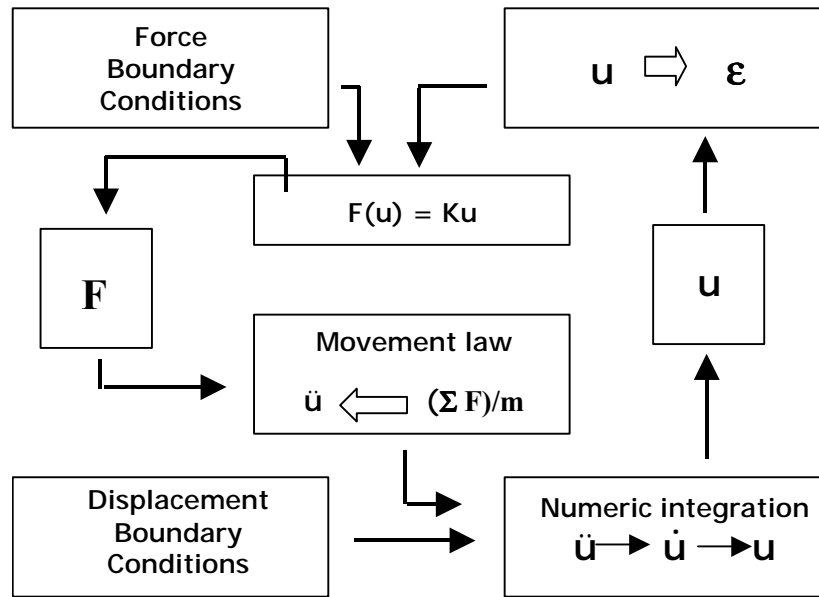 Force
Boundary
Conditions
u ⇨ ε
F(u) = Ku
F
u
Movement law
ü ⇦ (Σ F)/m
Displacement
Boundary
Conditions
Numeric integration
ü → u̇ → u